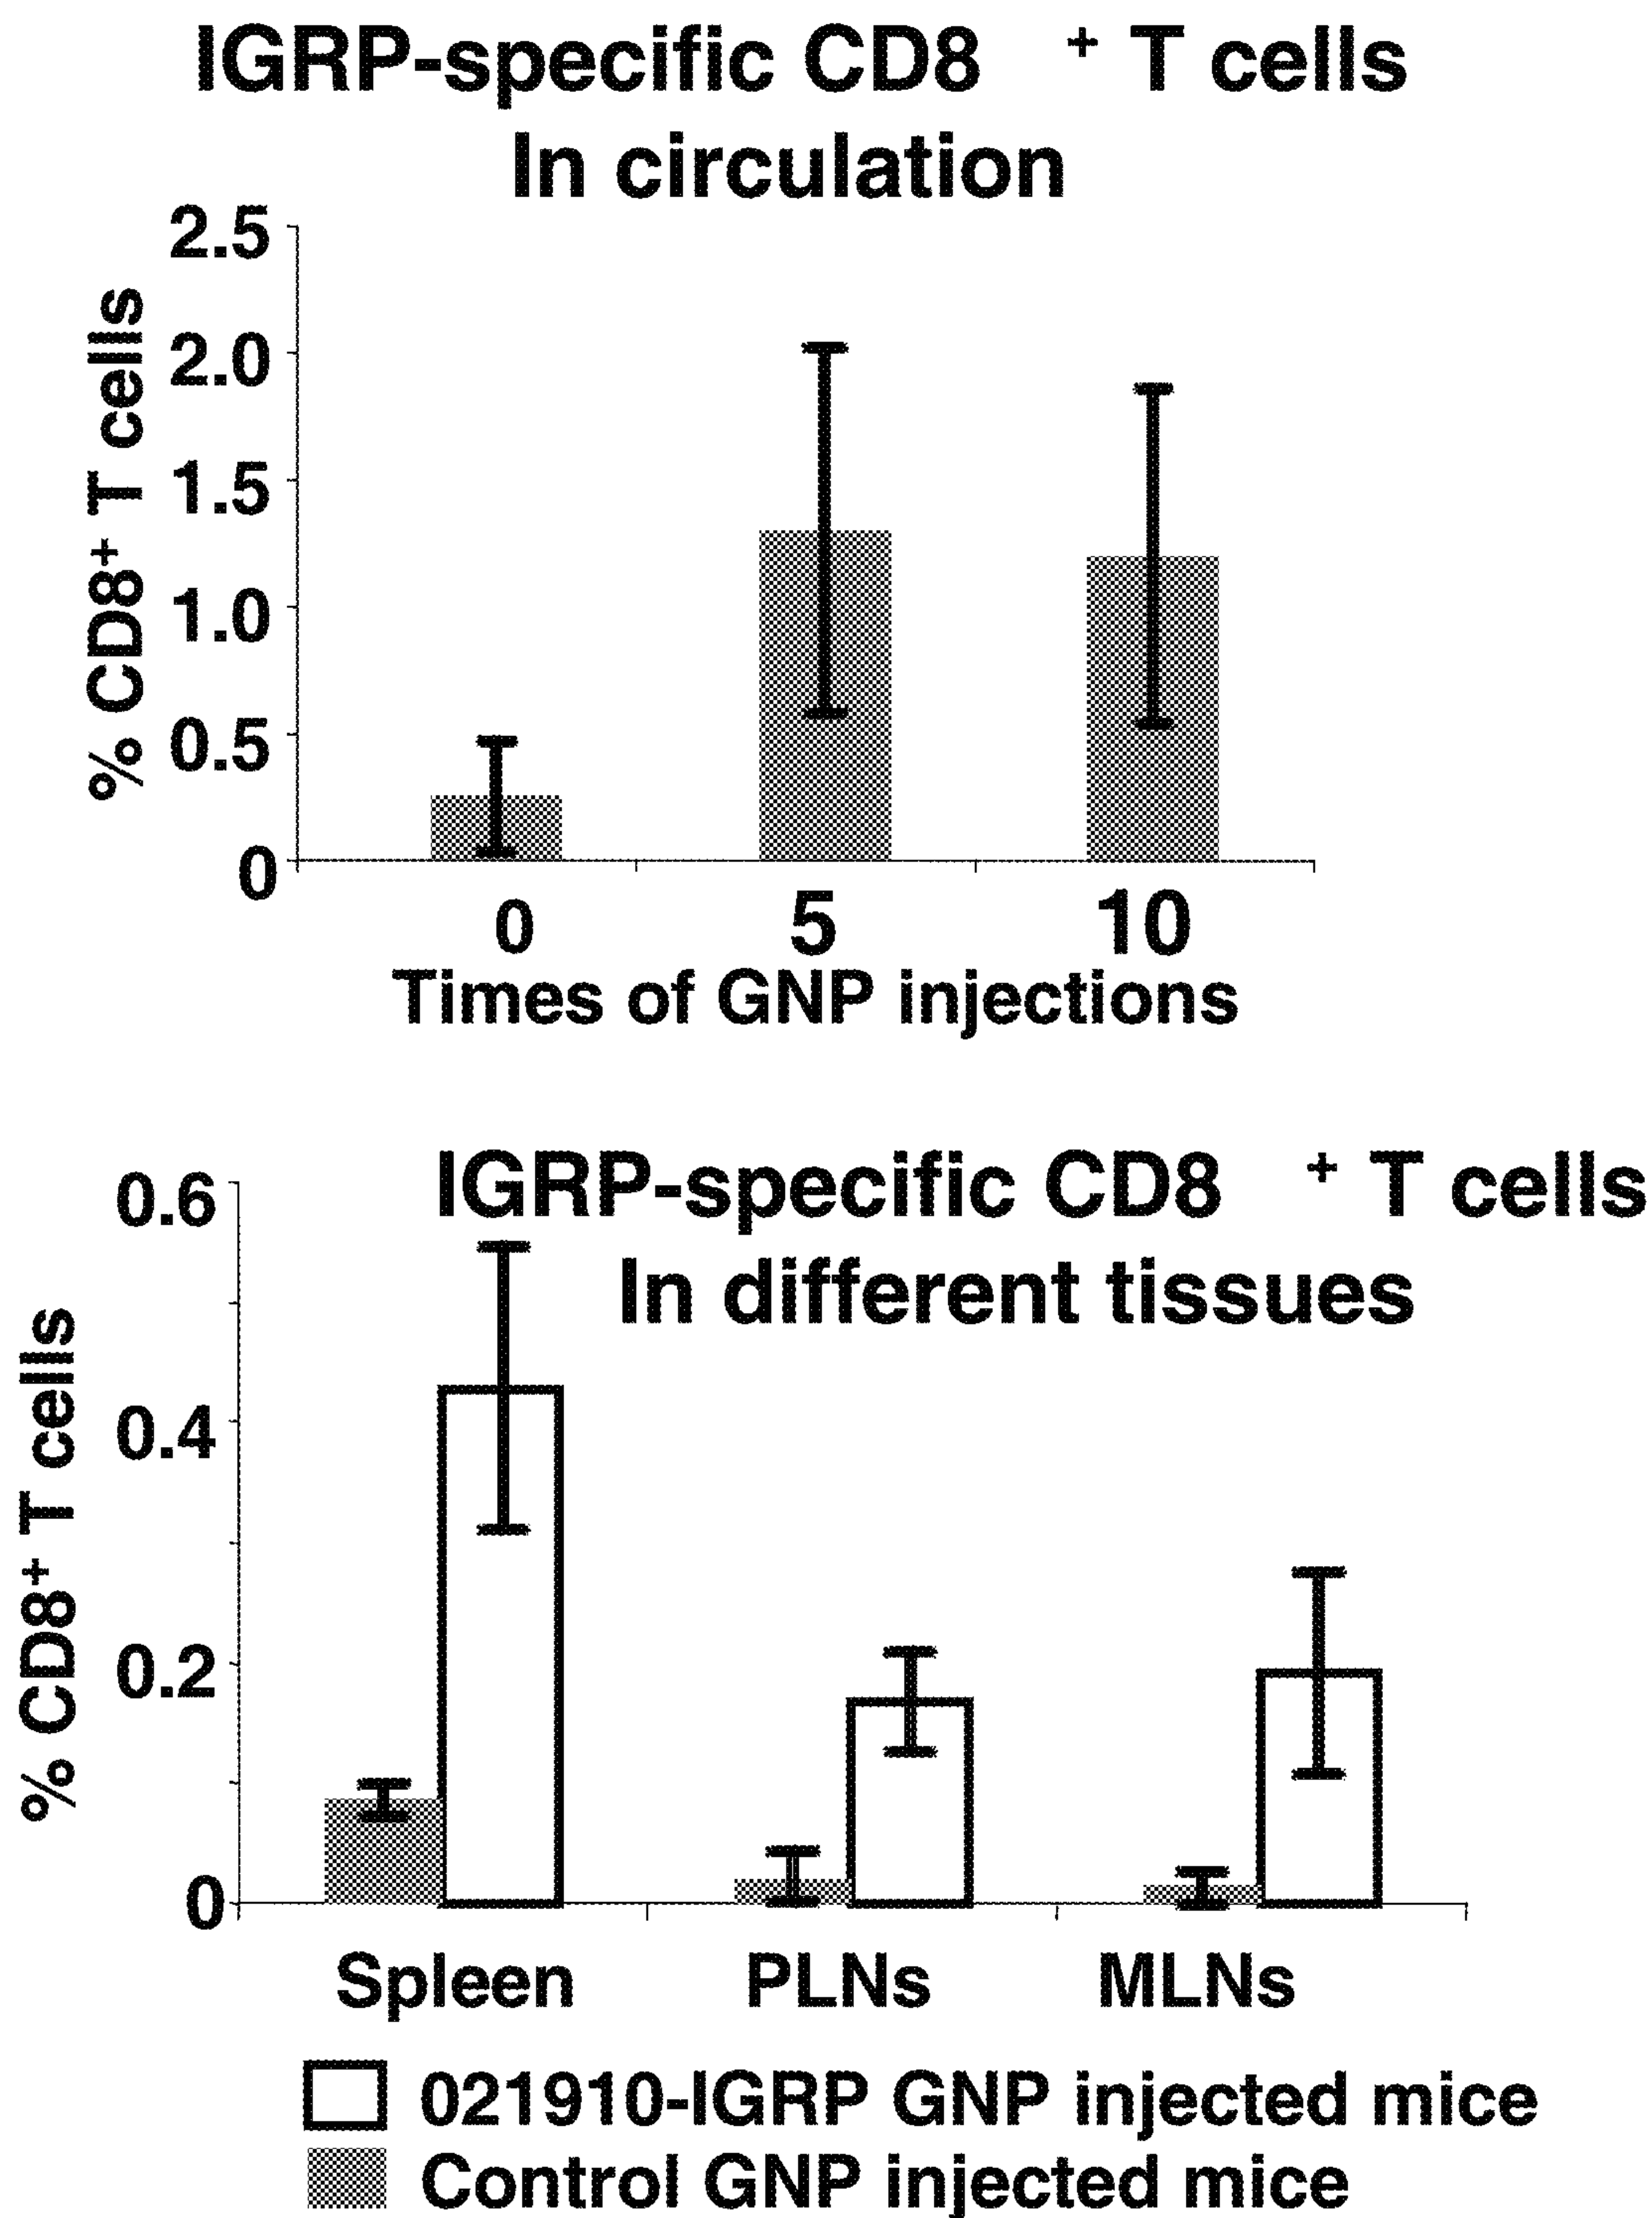 IGRP-specific CD8 + T cells
In circulation
% CD8+ T cells
2.5
2.0
1.5
1.0
0.5
0
0 5 10
Times of GNP injections
IGRP-specific CD8 + T cells
In different tissues
% CD8+ T cells
0.6
0.4
0.2
0
Spleen PLNs MLNs
021910-IGRP GNP injected mice
Control GNP injected mice